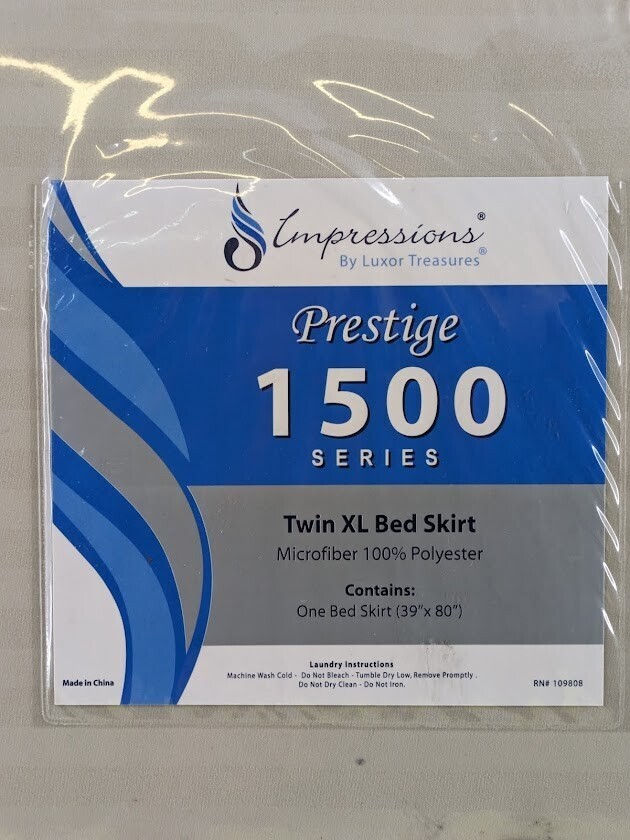 Impressions®
By Luxor Treasures®
Prestige
1500
SERIES
Twin XL Bed Skirt
Microfiber 100% Polyester
Contains:
One Bed Skirt (39”x 80”)
Laundry Instructions
Machine Wash Cold - Do Not Bleach - Tumble Dry Low, Remove Promptly .
Do Not Dry Clean - Do Not Iron.
Made in China
RN# 109808